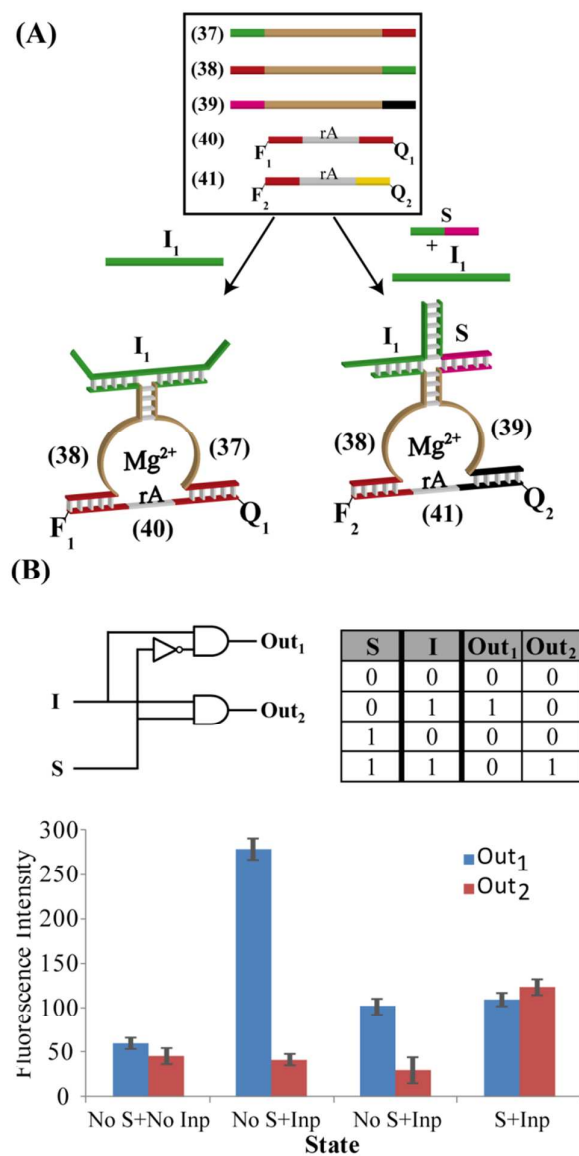 (A)
(37)
(38)
(39)
(40) rA
F1 Q1
(41) rA
F2 Q2
S
+
I1
I1
I1
(38) Mg2+ (37)
rA
F1 (40) Q1
I1 S
(38) Mg2+ (39)
rA
F2 (41) Q2
(B)
I
S
Out1
Out2
S I Out1 Out2
0 0 0 0
0 1 1 0
1 0 0 0
1 1 0 1
Fluorescence Intensity
300
250
200
150
100
50
0
Out1
Out2
No S+No Inp No S+Inp No S+Inp S+Inp
State